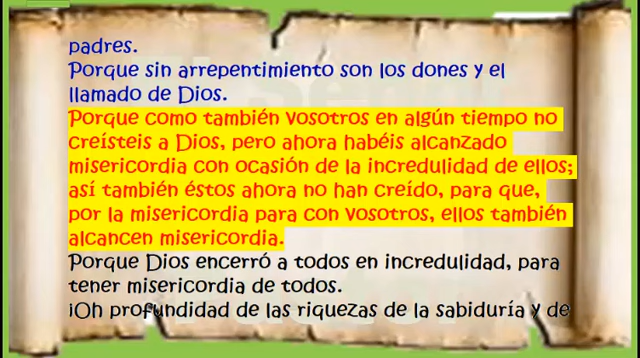 padres.
Porque sin arrepentimiento son los dones y el
llamado de Dios.
Porque como también vosotros en algún tiempo no
creísteis a Dios, pero ahora habéis alcanzado
misericordia con ocasión de la incredulidad de ellos;
así también éstos ahora no han creído, para que,
por la misericordia para con vosotros, ellos también
alcancen misericordia.
Porque Dios encerró a todos en incredulidad, para
tener misericordia de todos.
¡Oh profundidad de las riquezas de la sabiduría y de